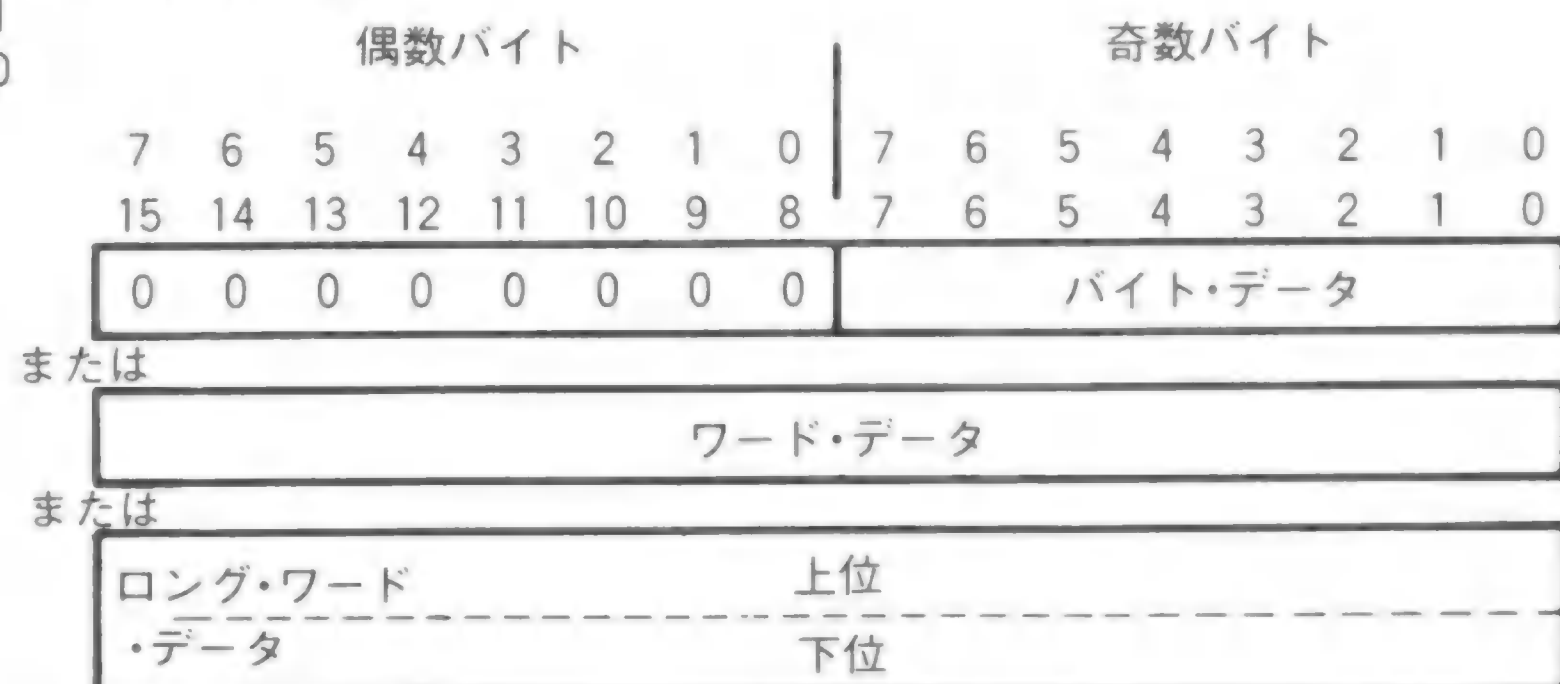 偶数バイト 奇数バイト
7 6 5 4 3 2 1 0 7 6 5 4 3 2 1 0
15 14 13 12 11 10 9 8 7 6 5 4 3 2 1 0
0 0 0 0 0 0 0 0 バイト・データ
または
ワード・データ
または
ロング・ワード 上位
・データ 下位